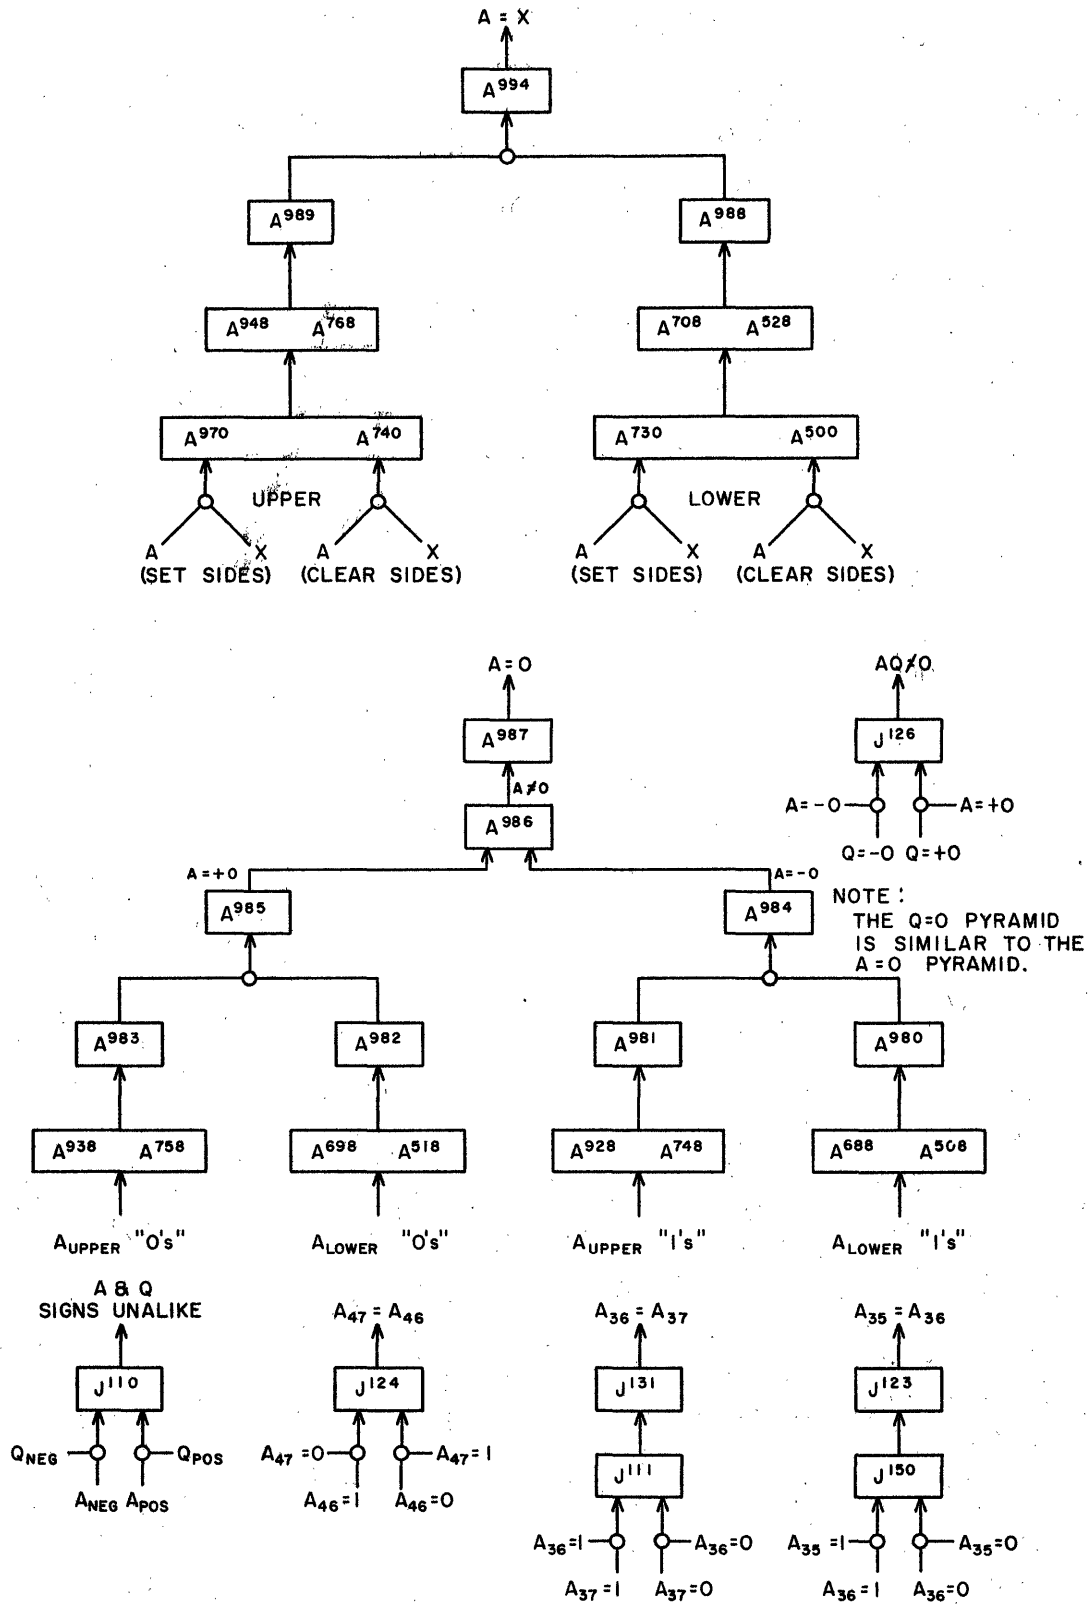 A = X
A994
A989 A988
A948 A768 A708 A528
A970 A740 A730 A500
UPPER LOWER
A X A X A X A X
(SET SIDES) (CLEAR SIDES) (SET SIDES) (CLEAR SIDES)
A = 0 AQ≠0
A987 J126
A≠0
A=-0 A=+0
A986
Q=-0 Q=+0
A=+0 A=-0
A985 A984
NOTE:
THE Q=0 PYRAMID
IS SIMILAR TO THE
A=0 PYRAMID.
A983 A982 A981 A980
A938 A758 A698 A518 A928 A748 A688 A508
AUPPER "0's" ALOWER "0's" AUPPER "1's" ALOWER "1's"
A & Q
SIGNS UNALIKE A47 = A46 A36 = A37 A35 = A36
J110 J124 J131 J123
QNEG QPOS A47 =0 A47=1
J111 J150
ANEG APOS A46=1 A46=0
A36=1 A36=0 A35 =1 A35=0
A37=1 A37=0 A36=1 A36=0